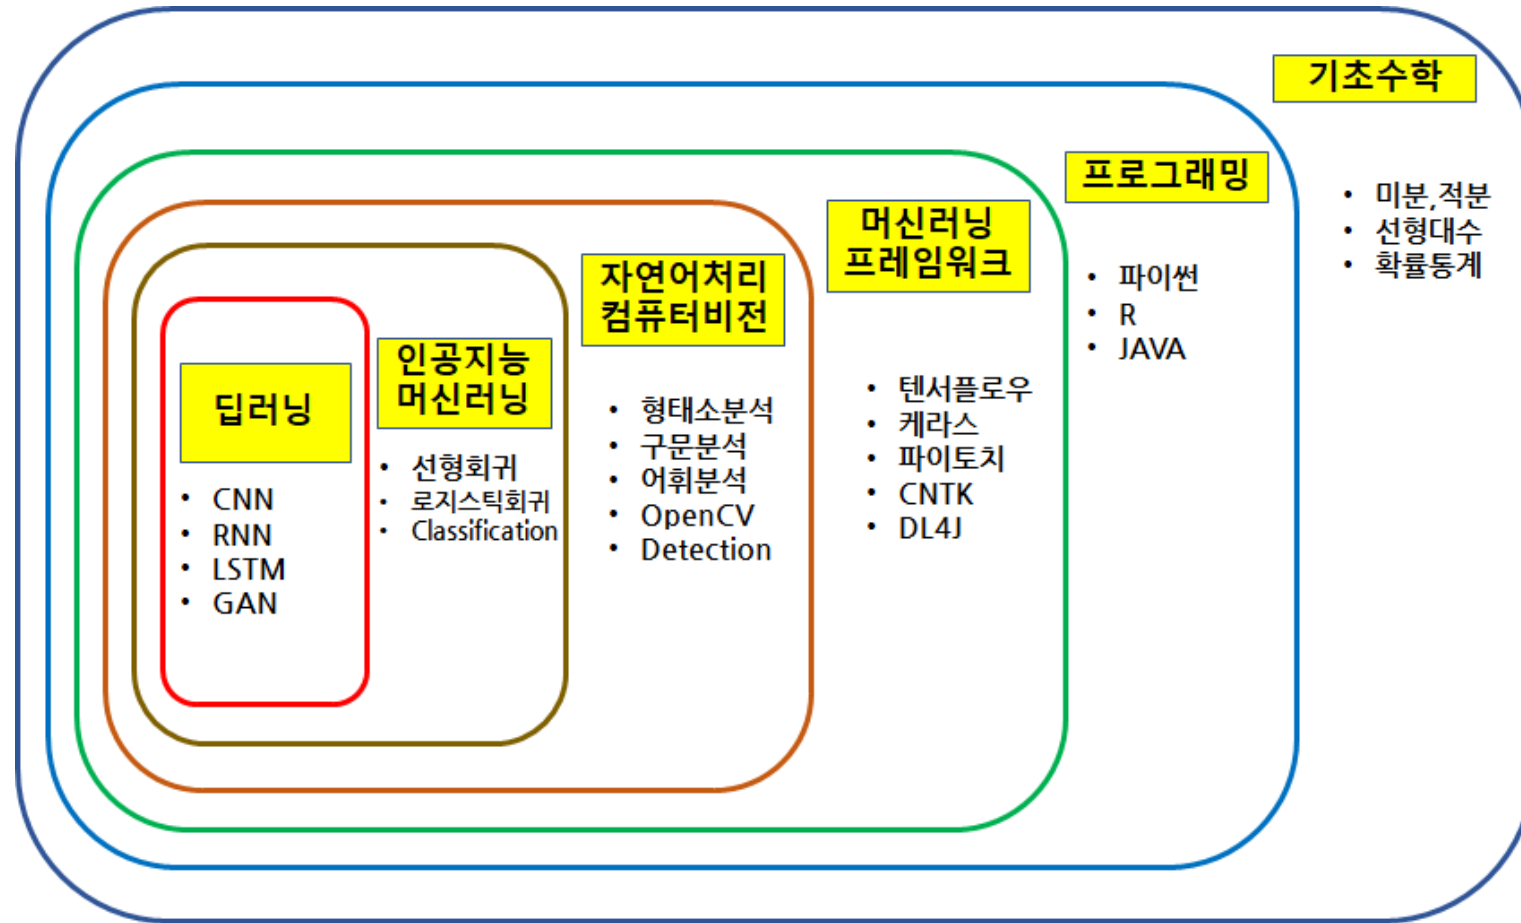 기초수학
• 미분,적분
• 선형대수
• 확률통계
프로그래밍
• 파이썬
• R
• JAVA
머신러닝
프레임워크
• 텐서플로우
• 케라스
• 파이토치
• CNTK
• DL4J
자연어처리
컴퓨터비전
• 형태소분석
• 구문분석
• 어휘분석
• OpenCV
• Detection
인공지능
머신러닝
• 선형회귀
• 로지스틱회귀
• Classification
딥러닝
• CNN
• RNN
• LSTM
• GAN